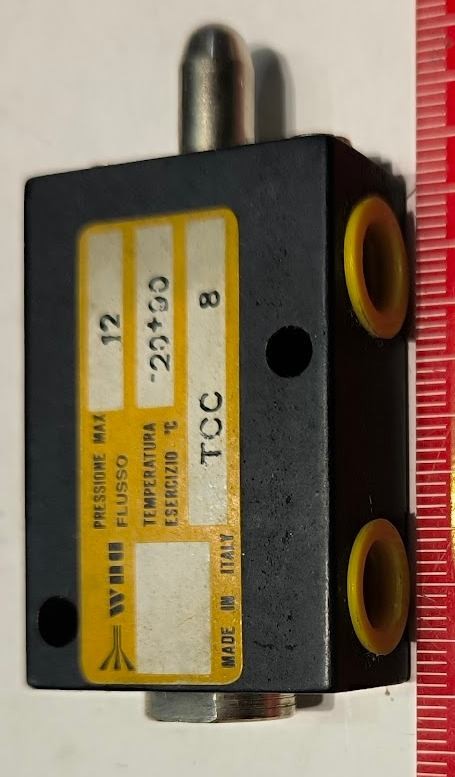 PRESSIONE MAX 12
FLUSSO
TEMPERATURA -20+90
ESERCIZIO °C
TCC 8
MADE IN ITALY